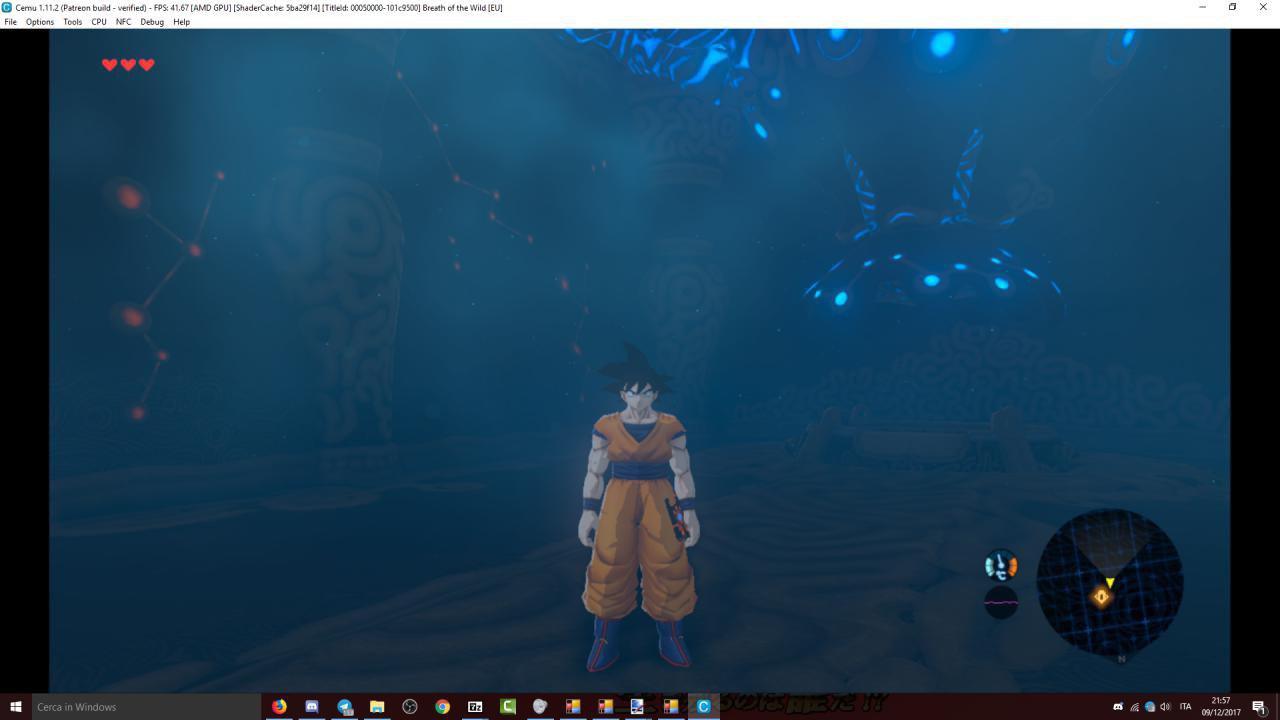 Cemu 1.11.2 (Patreon build - verified) - FPS: 41.67 [AMD GPU] [ShaderCache: 5ba29f14] [TitleId: 00050000-101c9500] Breath of the Wild [EU]
File Options Tools CPU NFC Debug Help
N
Cerca in Windows
7z
ITA
21:57
09/12/2017